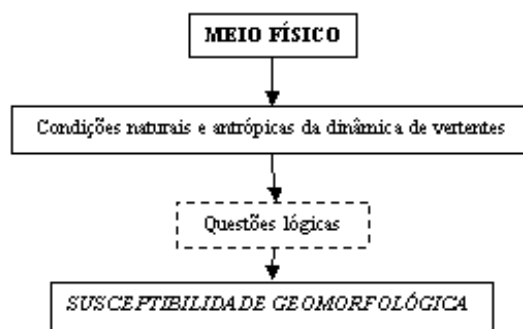 MEIO FÍSICO
Condições naturais e antrópicas da dinâmica de vertentes
Questões lógicas
SUSCEPTIBILIDADE GEOMORFOLÓGICA